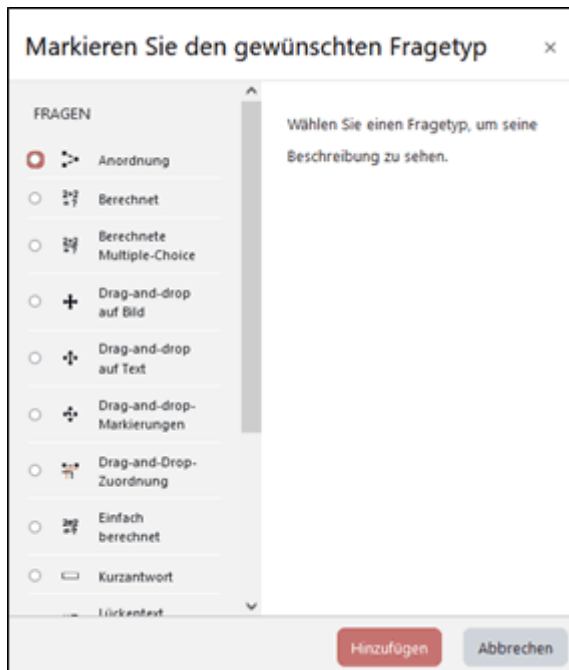 Markieren Sie den gewünschten Fragetyp ×
FRAGEN
Anordnung
Berechnet
Berechnete
Multiple-Choice
Drag-and-drop
auf Bild
Drag-and-drop
auf Text
Drag-and-drop-
Markierungen
Drag-and-Drop-
Zuordnung
Einfach
berechnet
Kurzantwort
Lückentext
Wählen Sie einen Fragetyp, um seine
Beschreibung zu sehen.
Hinzufügen
Abbrechen